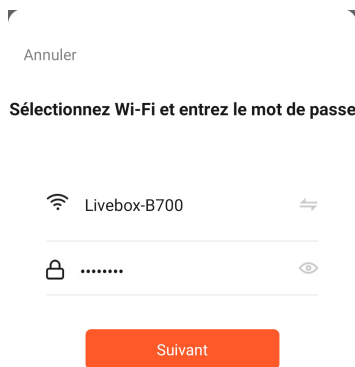 Annuler
Sélectionnez Wi-Fi et entrez le mot de passe
Livebox-B700
••••••••
Suivant